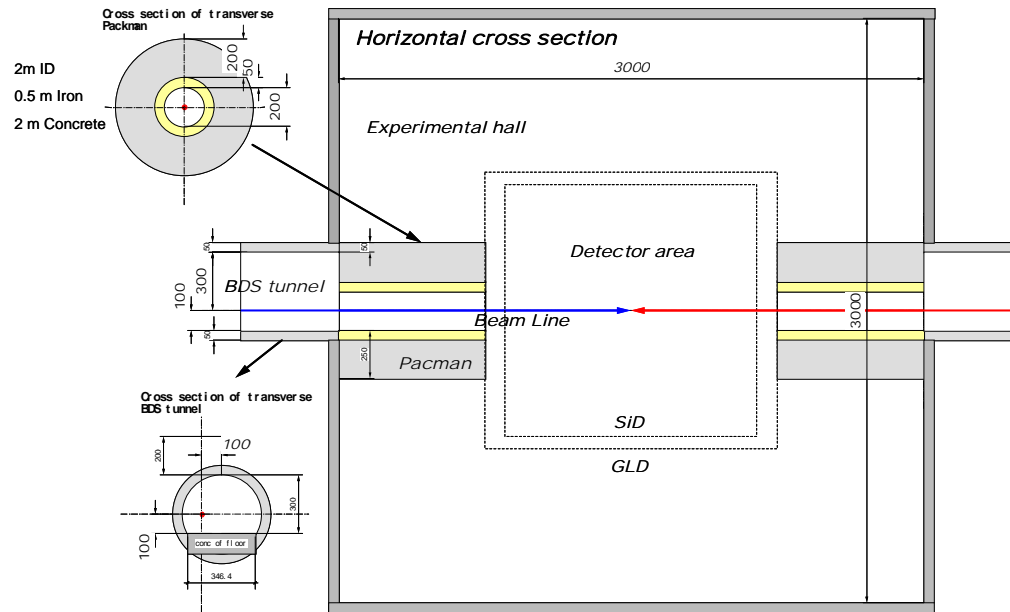 Cross section of transverse
Packman
2m ID
0.5 m Iron
2 m Concrete
200
50
200
Horizontal cross section
3000
Experimental hall
Detector area
50
50
300
100
50
BDS tunnel
Beam Line
3000
250
Pacman
SiD
GLD
Cross section of transverse
BDS tunnel
100
200
300
100
conc of floor
346.4